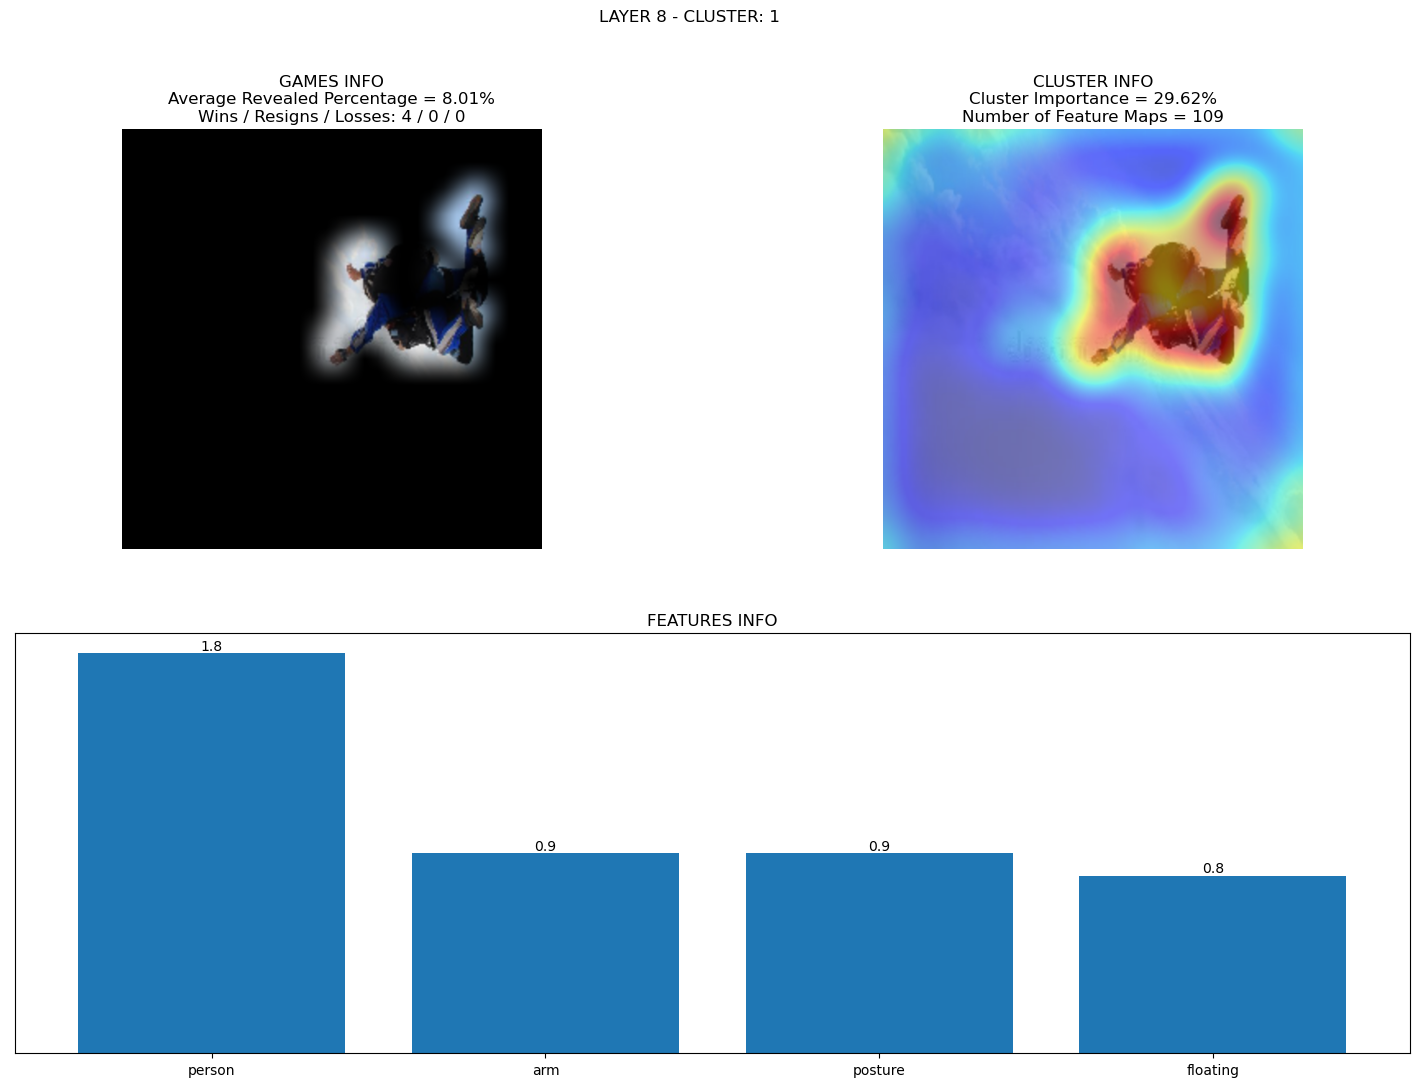 LAYER 8 - CLUSTER: 1
GAMES INFO
Average Revealed Percentage = 8.01%
Wins / Resigns / Losses: 4 / 0 / 0
CLUSTER INFO
Cluster Importance = 29.62%
Number of Feature Maps = 109
FEATURES INFO
1.8
0.9
0.9
0.8
person
arm
posture
floating